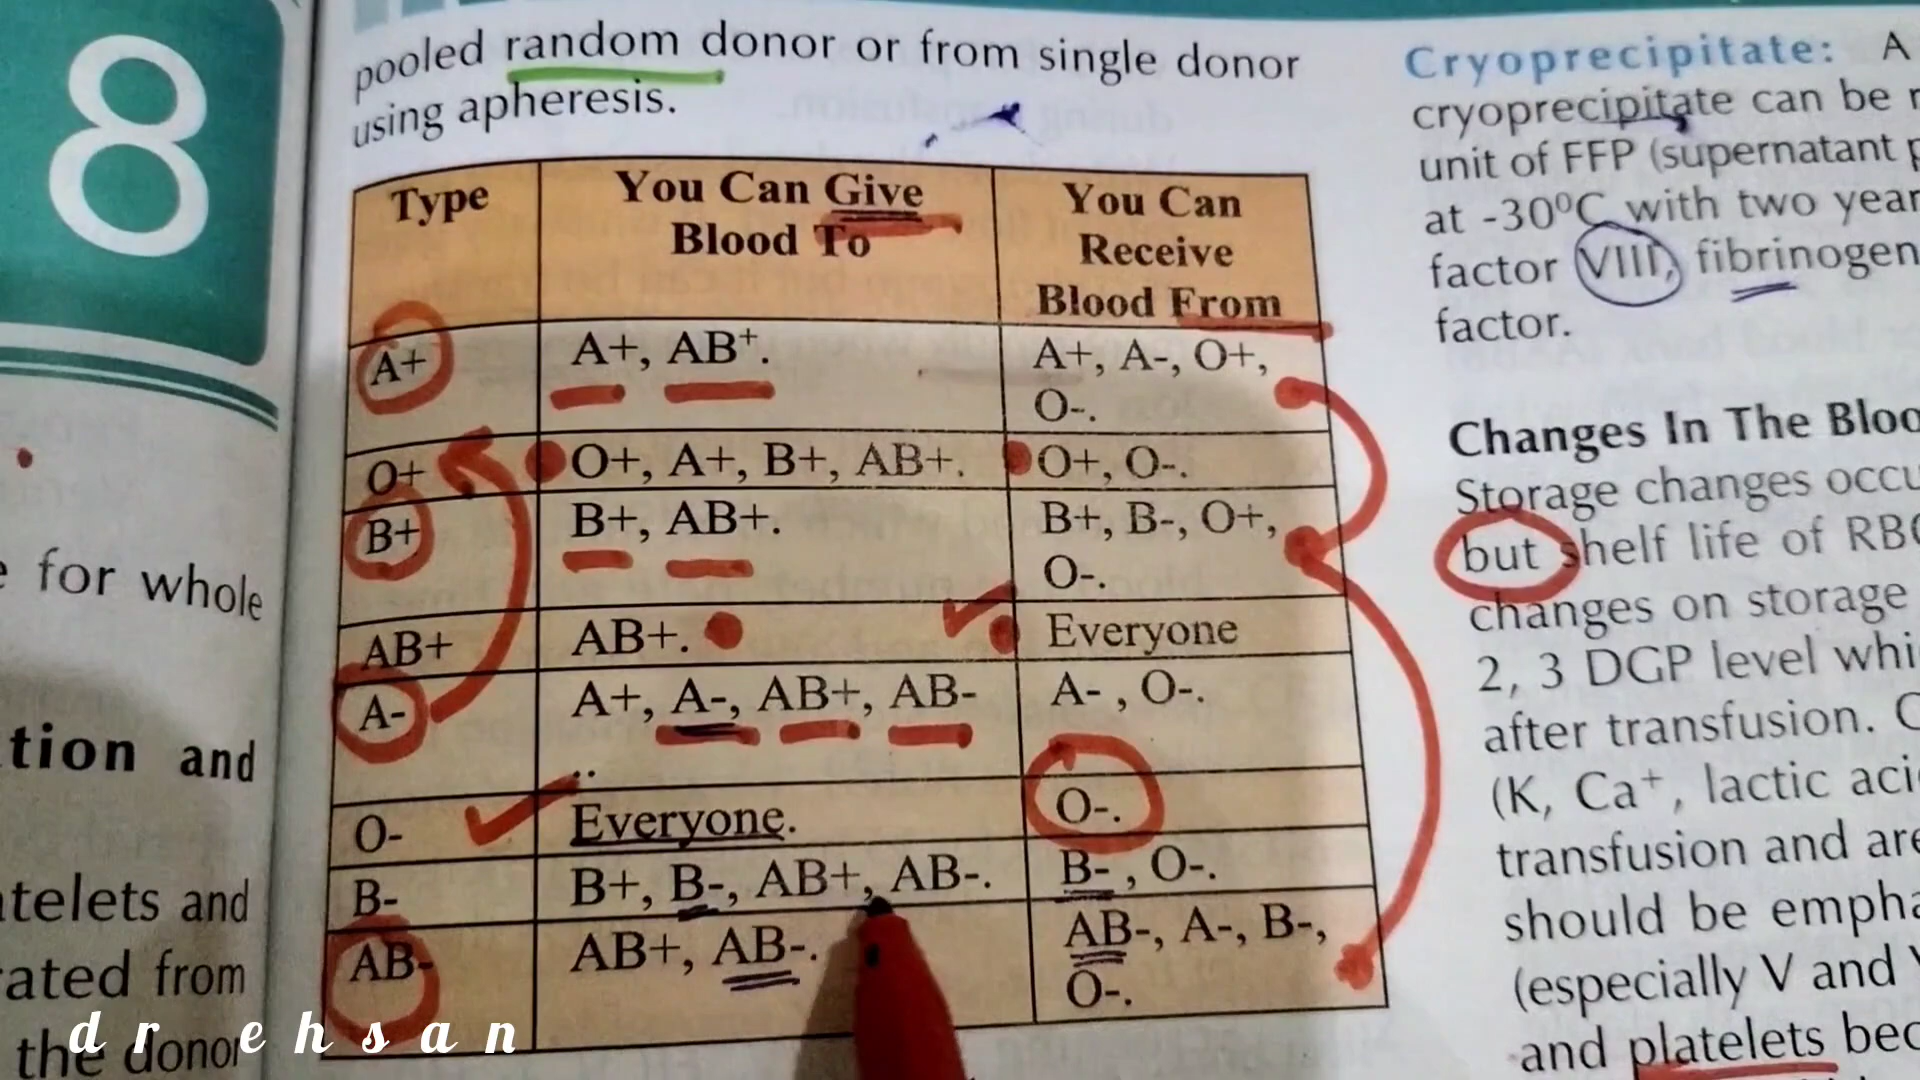 8
for whole
tion and
telets and
rated from
the donor
pooled random donor or from single donor
using apheresis.
Type
You Can Give
Blood To
You Can
Receive
Blood From
A+
A+, AB+.
A+, A-, O+,
O-.
O+
O+, A+, B+, AB+.
O+, O-.
B+
B+, AB+.
B+, B-, O+,
O-.
AB+
AB+.
Everyone
A-
A+, A-, AB+, AB-
..
A- , O-.
O-
Everyone.
O-.
B-
B+, B-, AB+, AB-.
B- , O-.
AB-
AB+, AB-.
AB-, A-, B-,
O-.
Cryoprecipitate: A
cryoprecipitate can be
unit of FFP (supernatant
at -30ºC with two year
factor VIII, fibrinogen
factor.
Changes In The Bloo
Storage changes occu
but shelf life of RBC
changes on storage
2, 3 DGP level whi
after transfusion.
(K, Ca+, lactic aci
transfusion and are
should be empha
(especially V and
and platelets bec
dr ehsan